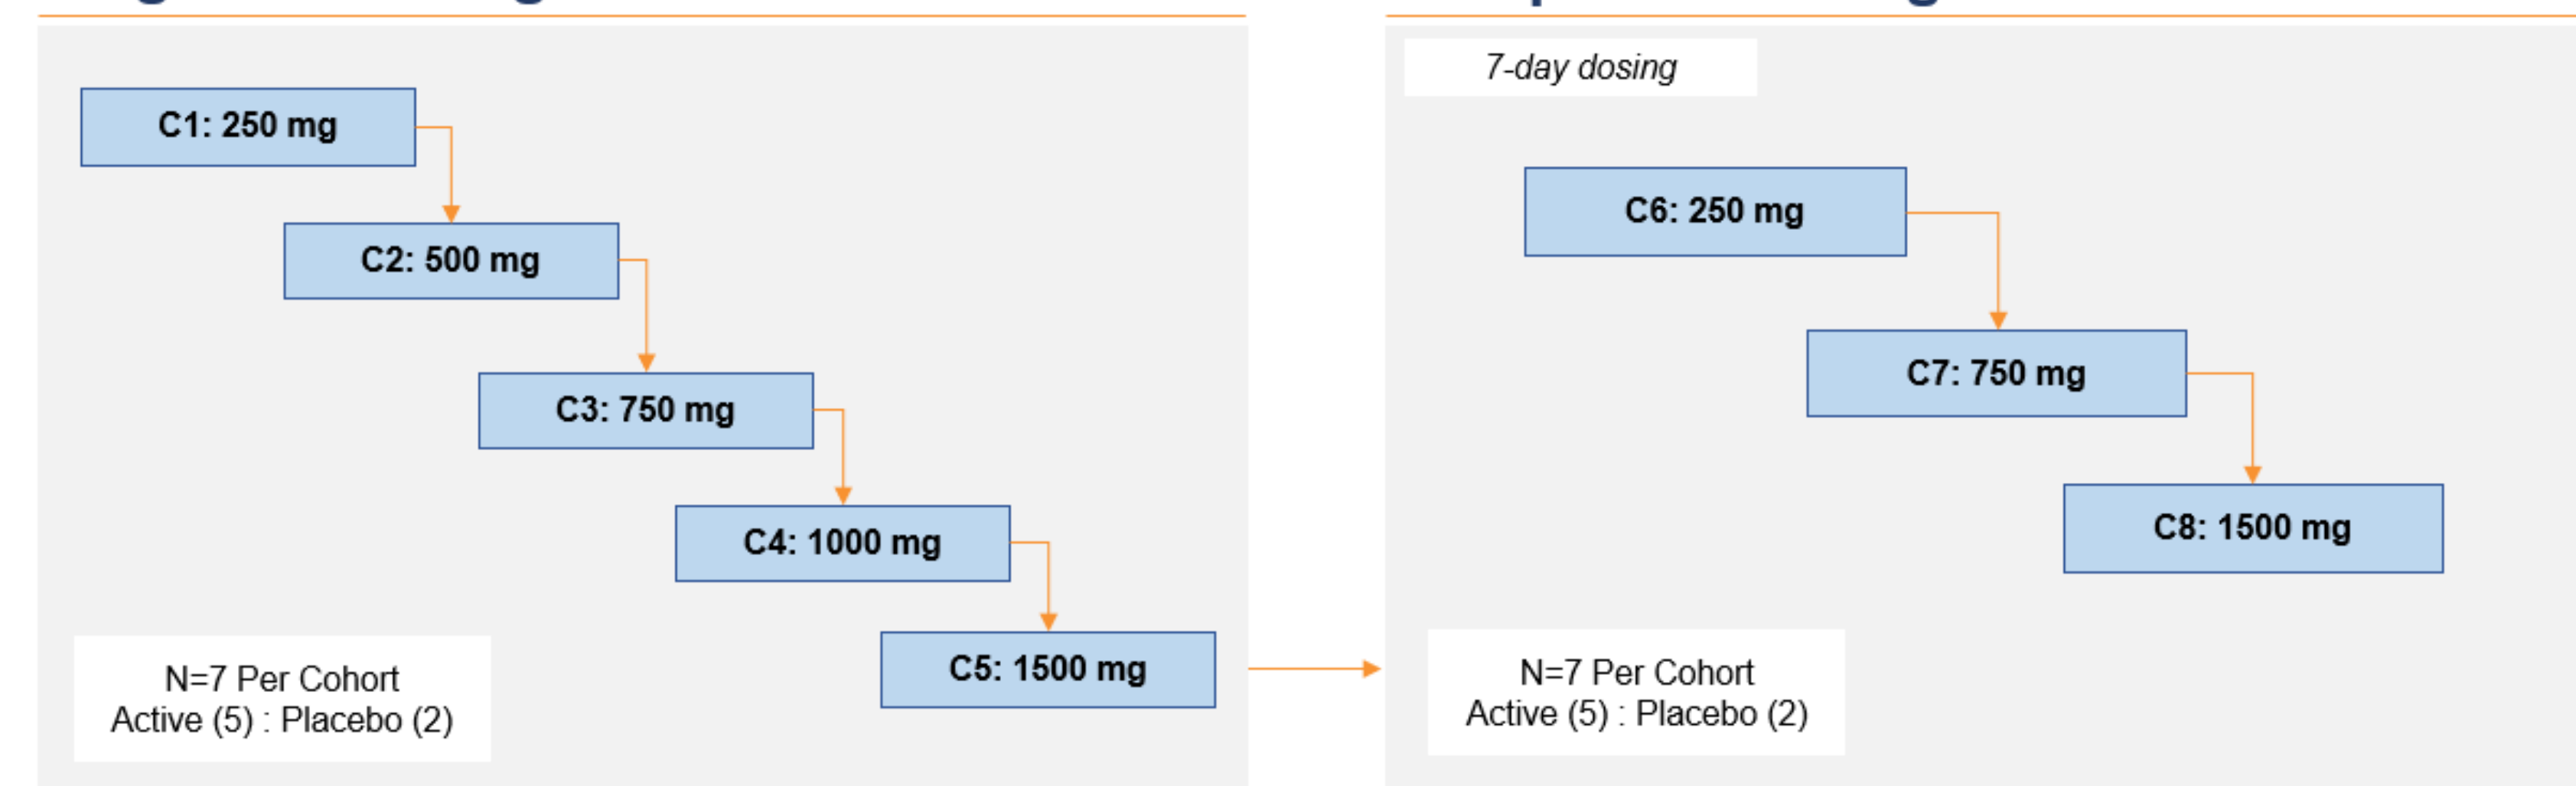 C1: 250 mg
C2: 500 mg
C3: 750 mg
C4: 1000 mg
C5: 1500 mg
N=7 Per Cohort
Active (5) : Placebo (2)
7-day dosing
C6: 250 mg
C7: 750 mg
C8: 1500 mg
N=7 Per Cohort
Active (5) : Placebo (2)